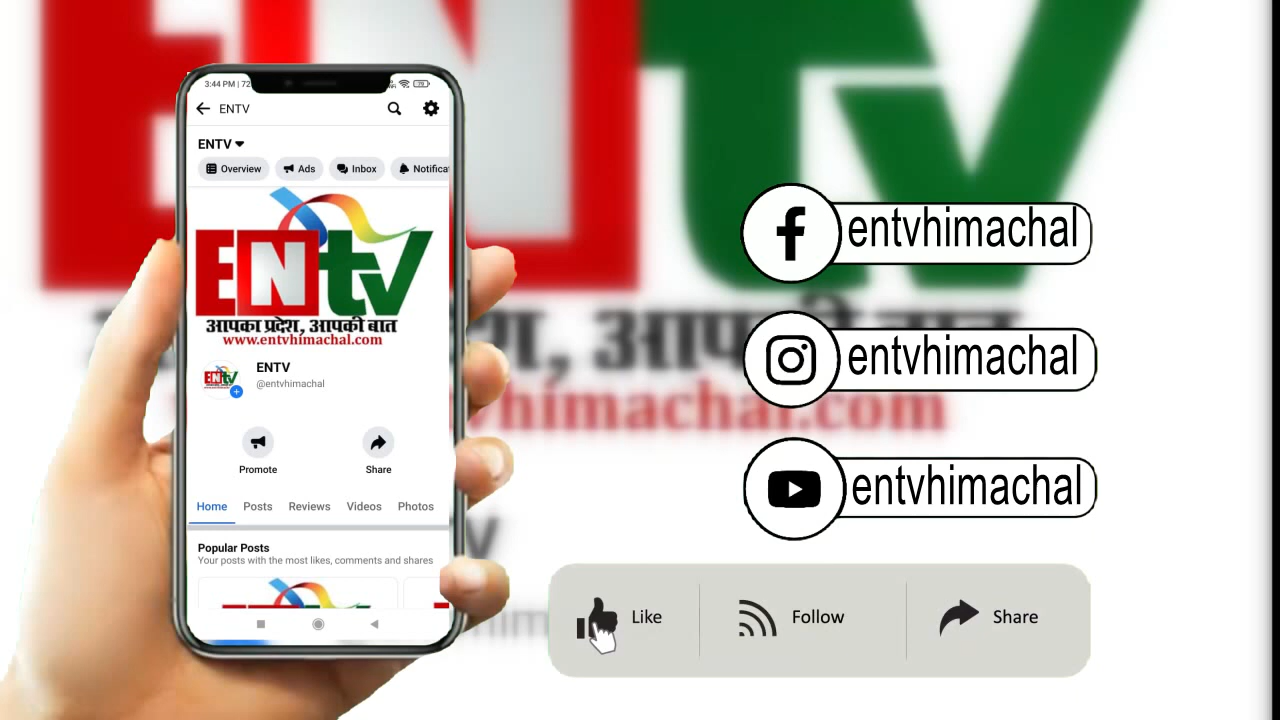 3:44 PM | 72
ENTV
ENTV
Overview
Ads
Inbox
Notifica
ENtv
आपका प्रदेश, आपकी बात
www.entvhimachal.com
ENTV
@entvhimachal
Promote
Share
Home
Posts
Reviews
Videos
Photos
Popular Posts
Your posts with the most likes, comments and shares
entvhimachal
entvhimachal
entvhimachal
Like
Follow
Share